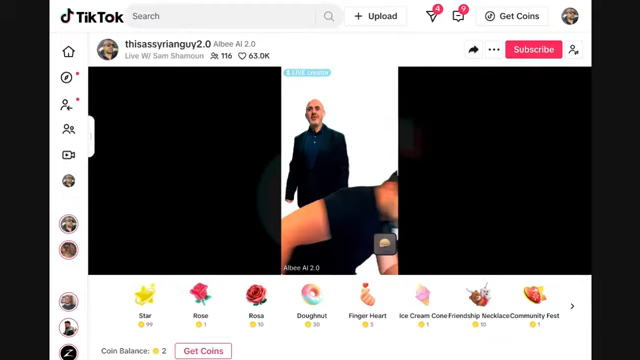 TikTok
Search
Upload
4
9
Get Coins
thisassyrianguy2.0 Albee Al 2.0
Live W/ Sam Shamoun 116 63.0K
Subscribe
LIVE creator
Albee Al 2.0
Star
99
Rose
1
Rosa
10
Doughnut
30
Finger Heart
5
Ice Cream Cone
1
Friendship Necklace
10
Community Fest
1
Coin Balance: 2
Get Coins